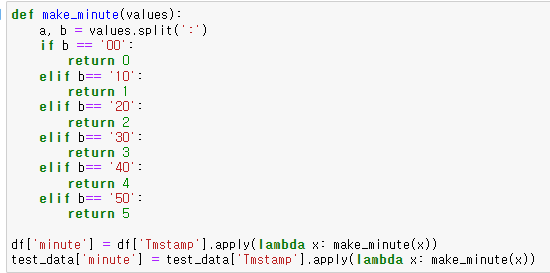 def make_minute(values):
    a, b = values.split(':')
    if b == '00':
        return 0
    elif b== '10':
        return 1
    elif b== '20':
        return 2
    elif b== '30':
        return 3
    elif b== '40':
        return 4
    elif b== '50':
        return 5
df['minute'] = df['Tmstamp'].apply(lambda x: make_minute(x))
test_data['minute'] = test_data['Tmstamp'].apply(lambda x: make_minute(x))